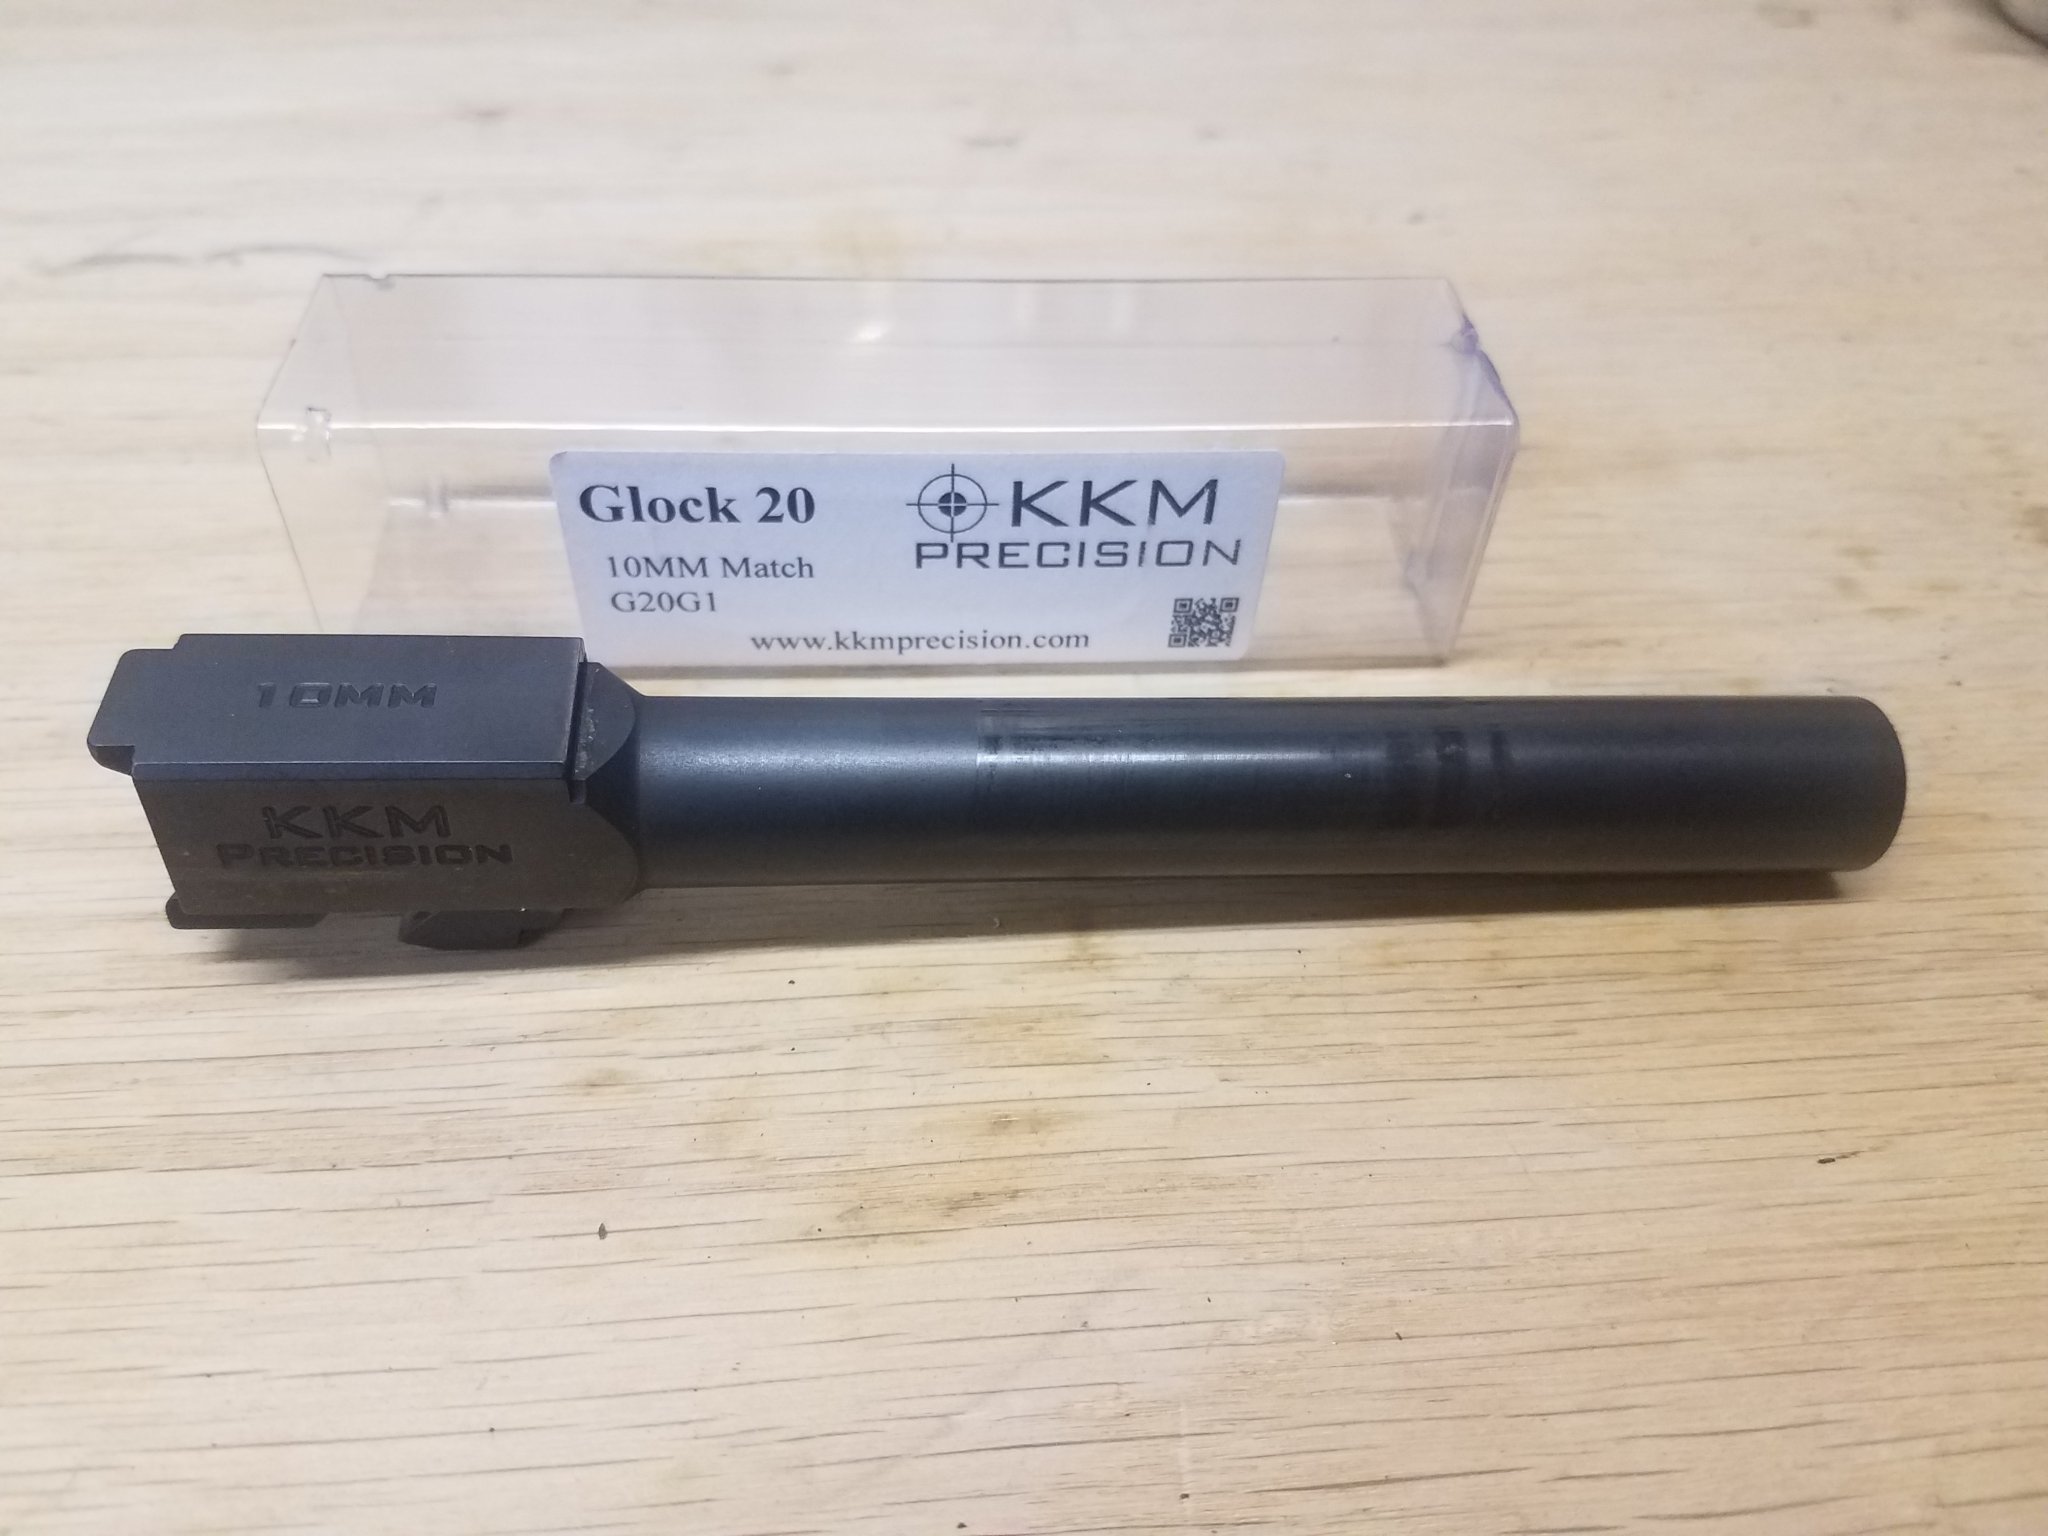 Glock 20
KKM
PRECISION
10MM Match
G20G1
www.kkmprecision.com
10MM
KKM
PRECISION